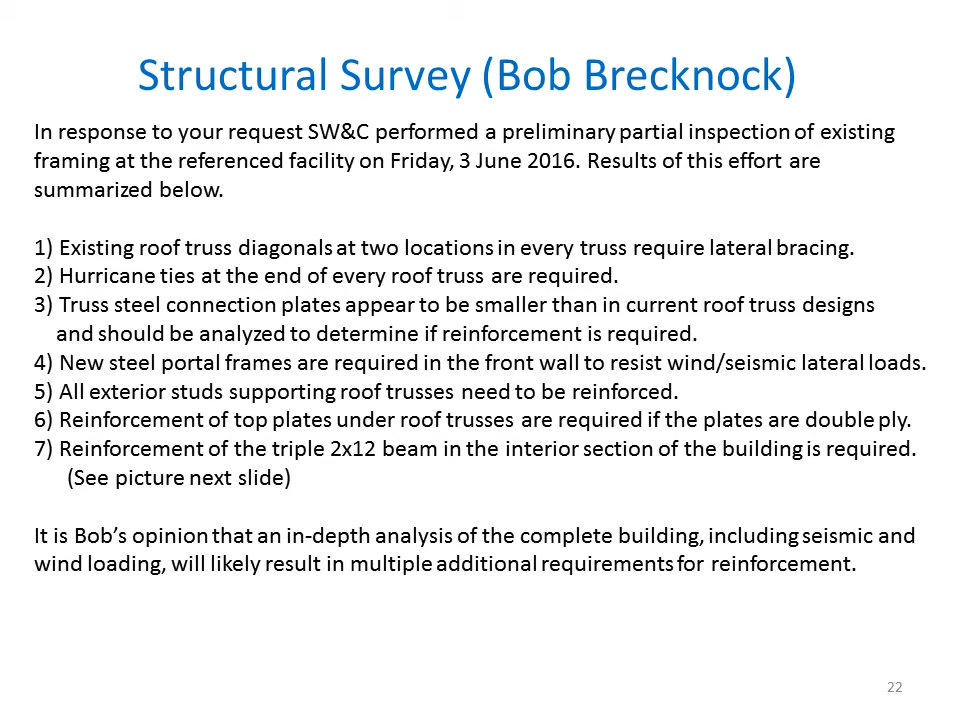 Structural Survey (Bob Brecknock)
In response to your request SW&C performed a preliminary partial inspection of existing
framing at the referenced facility on Friday, 3 June 2016. Results of this effort are
summarized below.
1) Existing roof truss diagonals at two locations in every truss require lateral bracing.
2) Hurricane ties at the end of every roof truss are required.
3) Truss steel connection plates appear to be smaller than in current roof truss designs
and should be analyzed to determine if reinforcement is required.
4) New steel portal frames are required in the front wall to resist wind/seismic lateral loads.
5) All exterior studs supporting roof trusses need to be reinforced.
6) Reinforcement of top plates under roof trusses are required if the plates are double ply.
7) Reinforcement of the triple 2x12 beam in the interior section of the building is required.
(See picture next slide)
It is Bob’s opinion that an in-depth analysis of the complete building, including seismic and
wind loading, will likely result in multiple additional requirements for reinforcement.
22